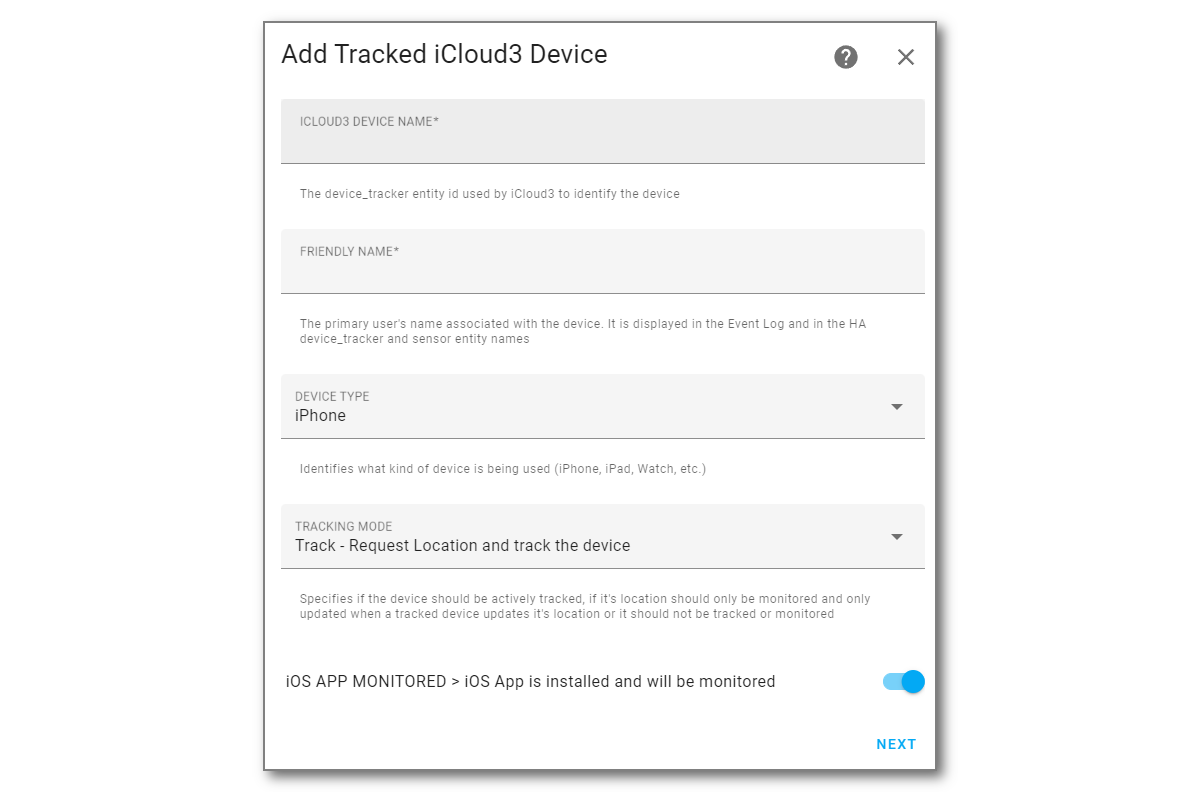 Add Tracked iCloud3 Device
ICLOUD3 DEVICE NAME*
The device_tracker entity id used by iCloud3 to identify the device
FRIENDLY NAME*
The primary user's name associated with the device. It is displayed in the Event Log and in the HA
device_tracker and sensor entity names
DEVICE TYPE
iPhone
Identifies what kind of device is being used (iPhone, iPad, Watch, etc.)
TRACKING MODE
Track - Request Location and track the device
Specifies if the device should be actively tracked, if it's location should only be monitored and only
updated when a tracked device updates it's location or it should not be tracked or monitored
iOS APP MONITORED > iOS App is installed and will be monitored
NEXT